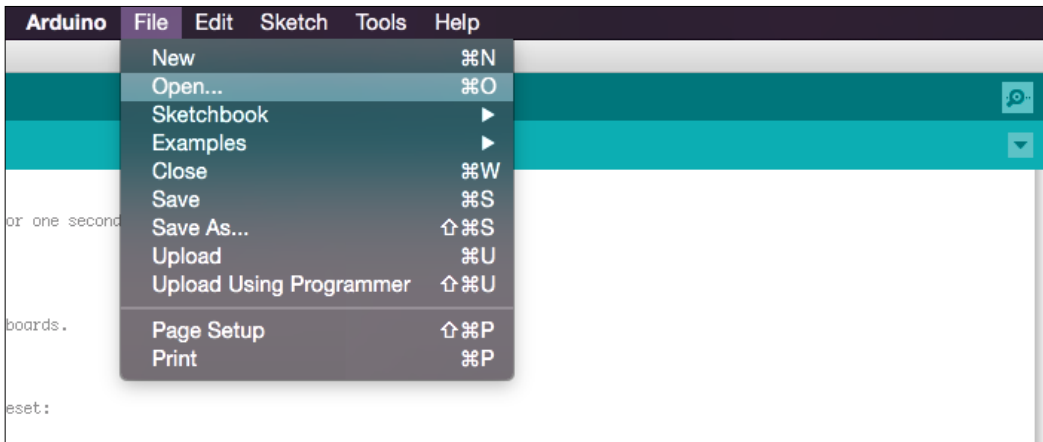 Arduino File Edit Sketch Tools Help
New ⌘N
Open... ⌘O
Sketchbook ▶
Examples ▶
Close ⌘W
Save ⌘S
or one second
Save As... ⇧⌘S
Upload ⌘U
Upload Using Programmer ⇧⌘U
boards.
Page Setup ⇧⌘P
Print ⌘P
eset: